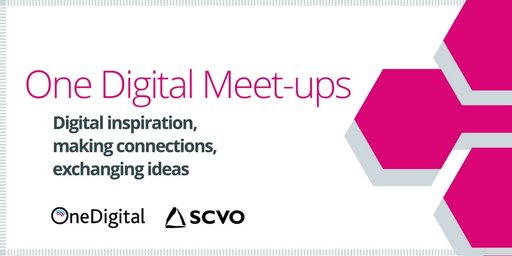 One Digital Meet-ups
Digital inspiration,
making connections,
exchanging ideas
OneDigital SCVO